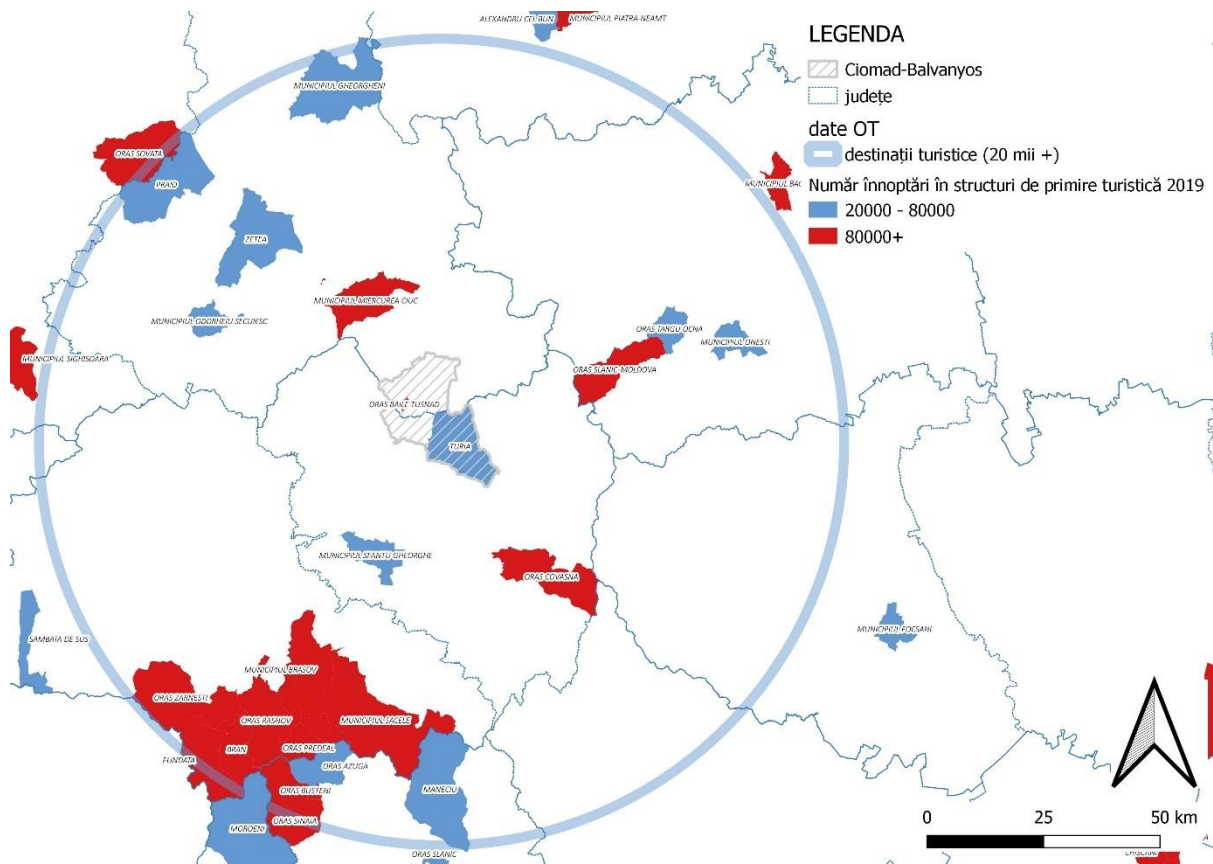 ALEXANDRU CEL BUN
MUNICIPIUL PIATRA-NEAMT
LEGENDA
Ciomad-Balvanyos
județe
date OT
destinații turistice (20 mii +)
Număr înnoptări în structuri de primire turistică 2019
20000 - 80000
80000+
MUNICIPIUL GHEORGHENI
ORAS SOVATA
PRAID
MUNICIPIUL BAC
ZETEA
MUNICIPIUL MIERCUREA CIUC
MUNICIPIUL ODORHEIU SECUIESC
ORAS TARGU OCNA
MUNICIPIUL ONESTI
MUNICIPIUL SIGHISOARA
ORAS SLANIC-MOLDOVA
ORAS BAILE TUSNAD
TURIA
MUNICIPIUL SFANTU GHEORGHE
ORAS COVASNA
MUNICIPIUL FOCSANI
SAMBATA DE SUS
MUNICIPIUL BRASOV
ORAS ZARNESTI
ORAS RASNOV
MUNICIPIUL SACELE
BRAN
ORAS PREDEAL
FUNDATA
ORAS AZUGA
ORAS BUSTENI
MANECIU
ORAS SINAIA
MOROENI
ORAS SLANIC
0 25 50 km